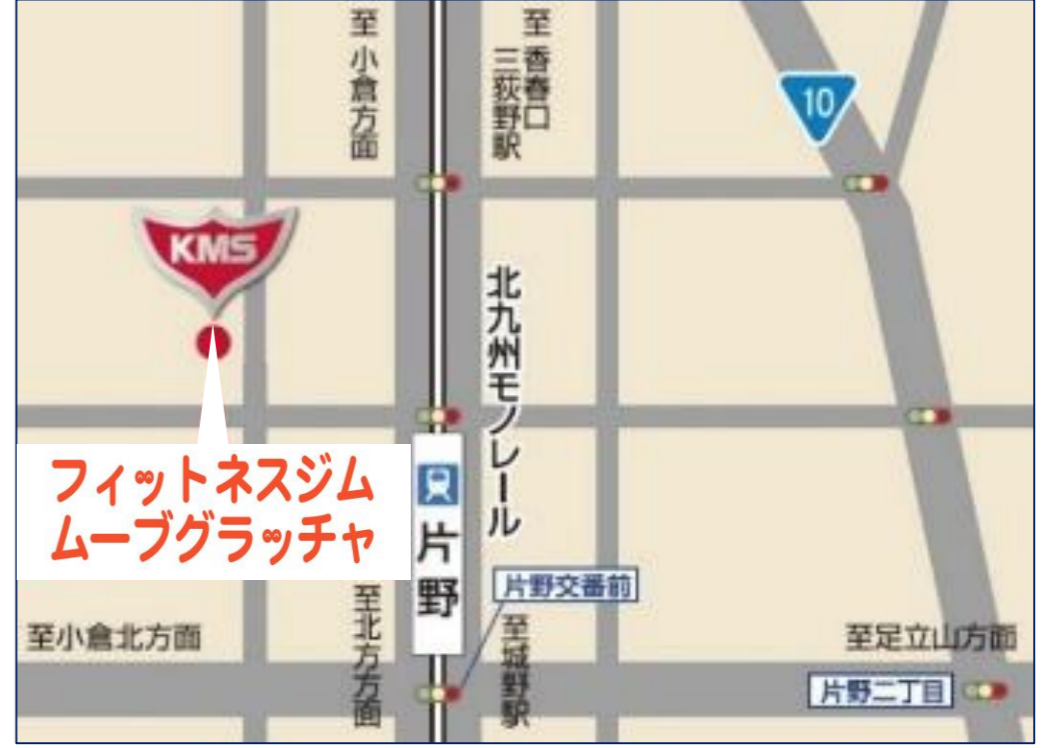 至 小倉方面
至 香春口
三萩野駅
10
KMS
北九州モノレール
フィットネスジム
ムーブグラッチャ
片野
片野交番前
至小倉北方面
至北方方面
至城野駅
至足立山方面
片野二丁目